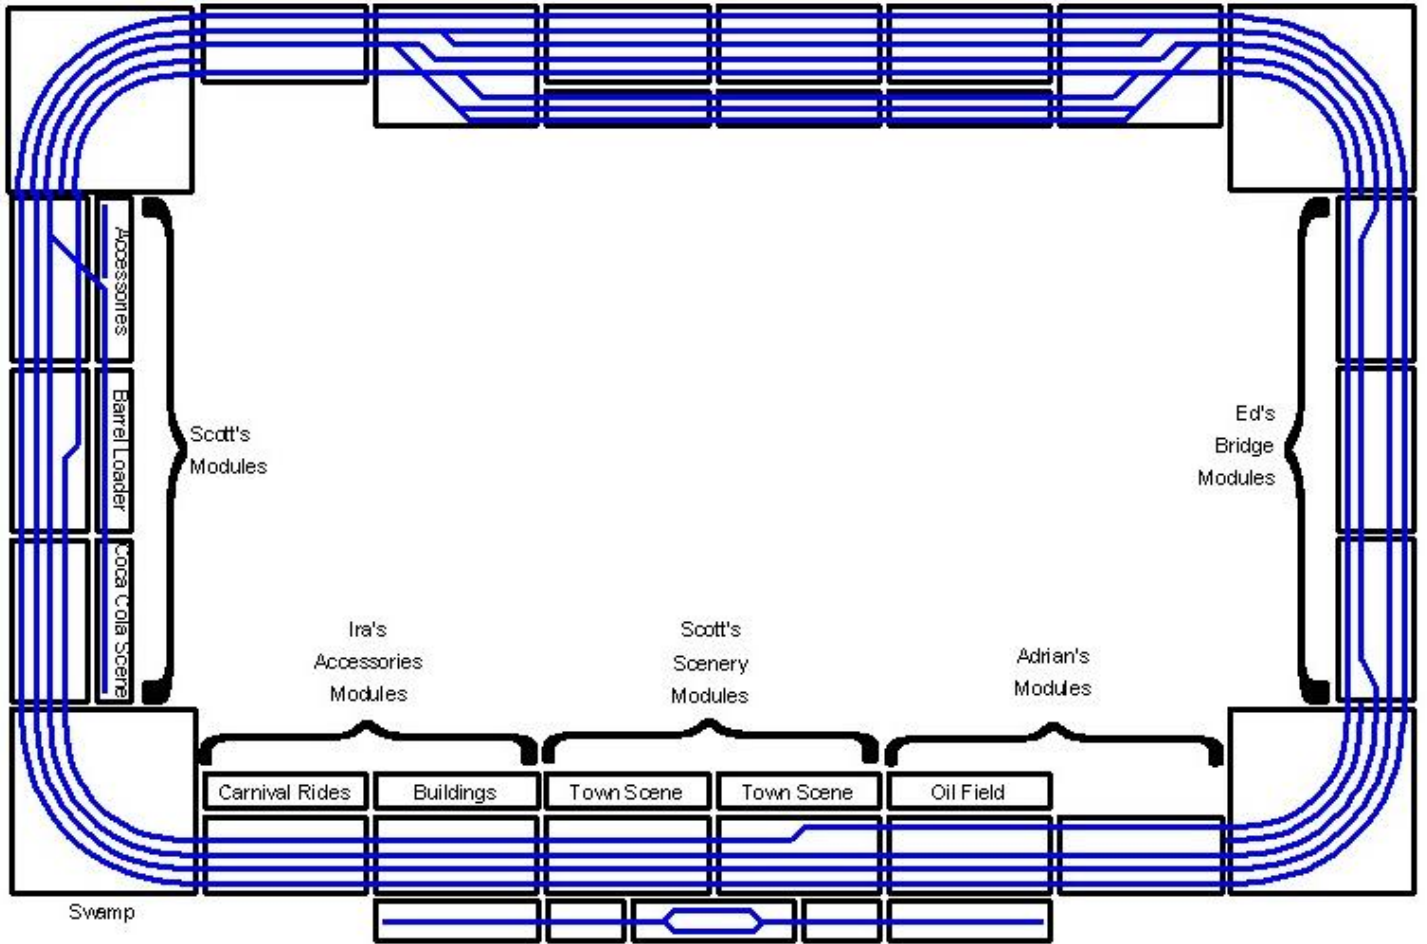 Accessories
Barrel Loader
Coca Cola Scene
Scott's
Modules
Ed's
Bridge
Modules
Ira's
Accessories
Modules
Scott's
Scenery
Modules
Adrian's
Modules
Carnival Rides
Buildings
Town Scene
Town Scene
Oil Field
Swamp